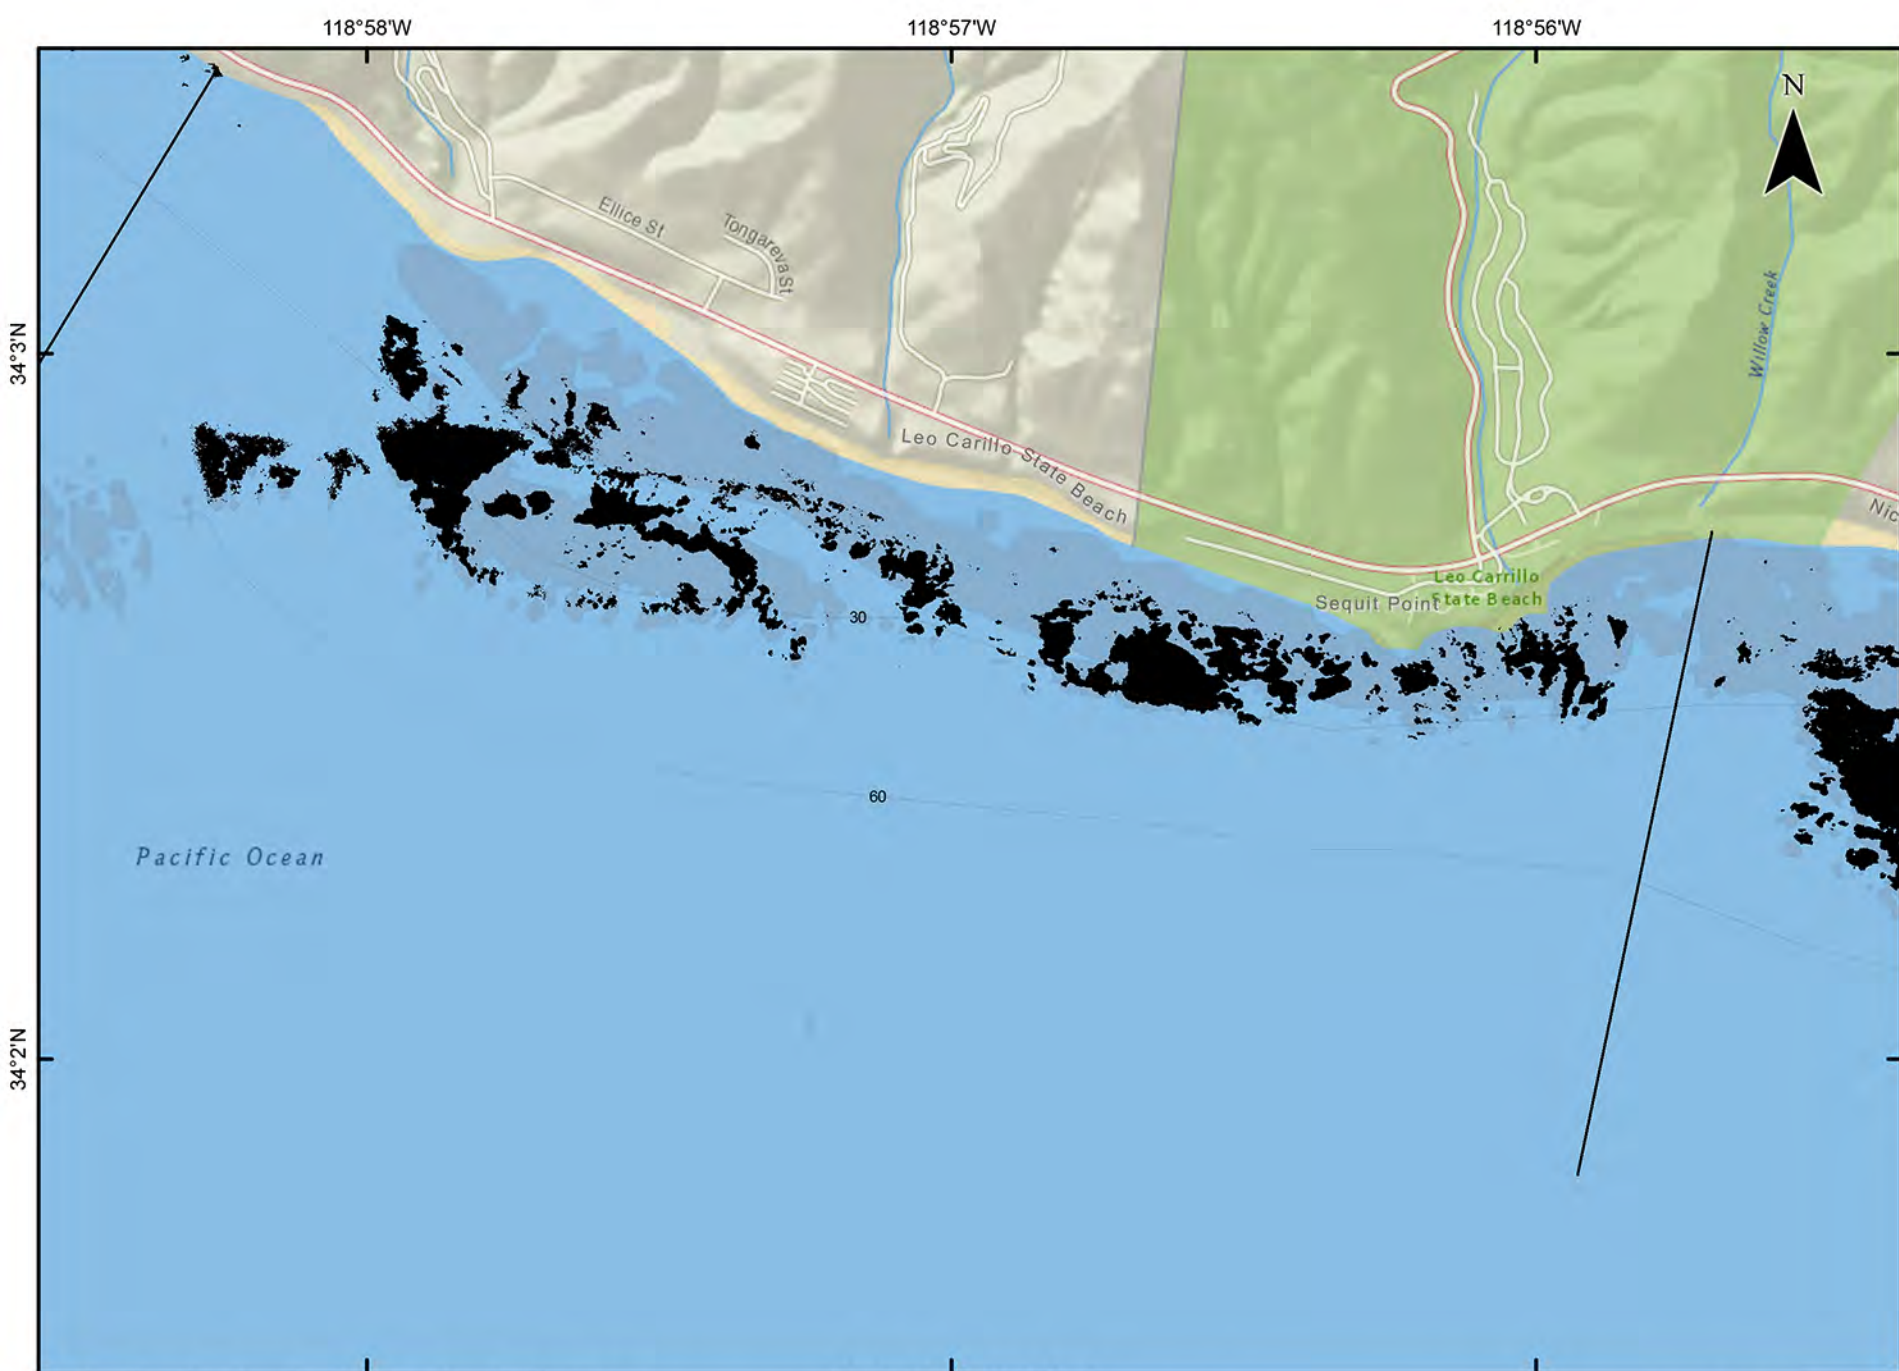 118°58'W
118°57'W
118°56'W
N
Ellice St
Tongareva St
Willow Creek
34°3'N
Leo Carillo State Beach
Nic
Leo Carrillo
State Beach
Sequit Point
30
60
Pacific Ocean
34°2'N